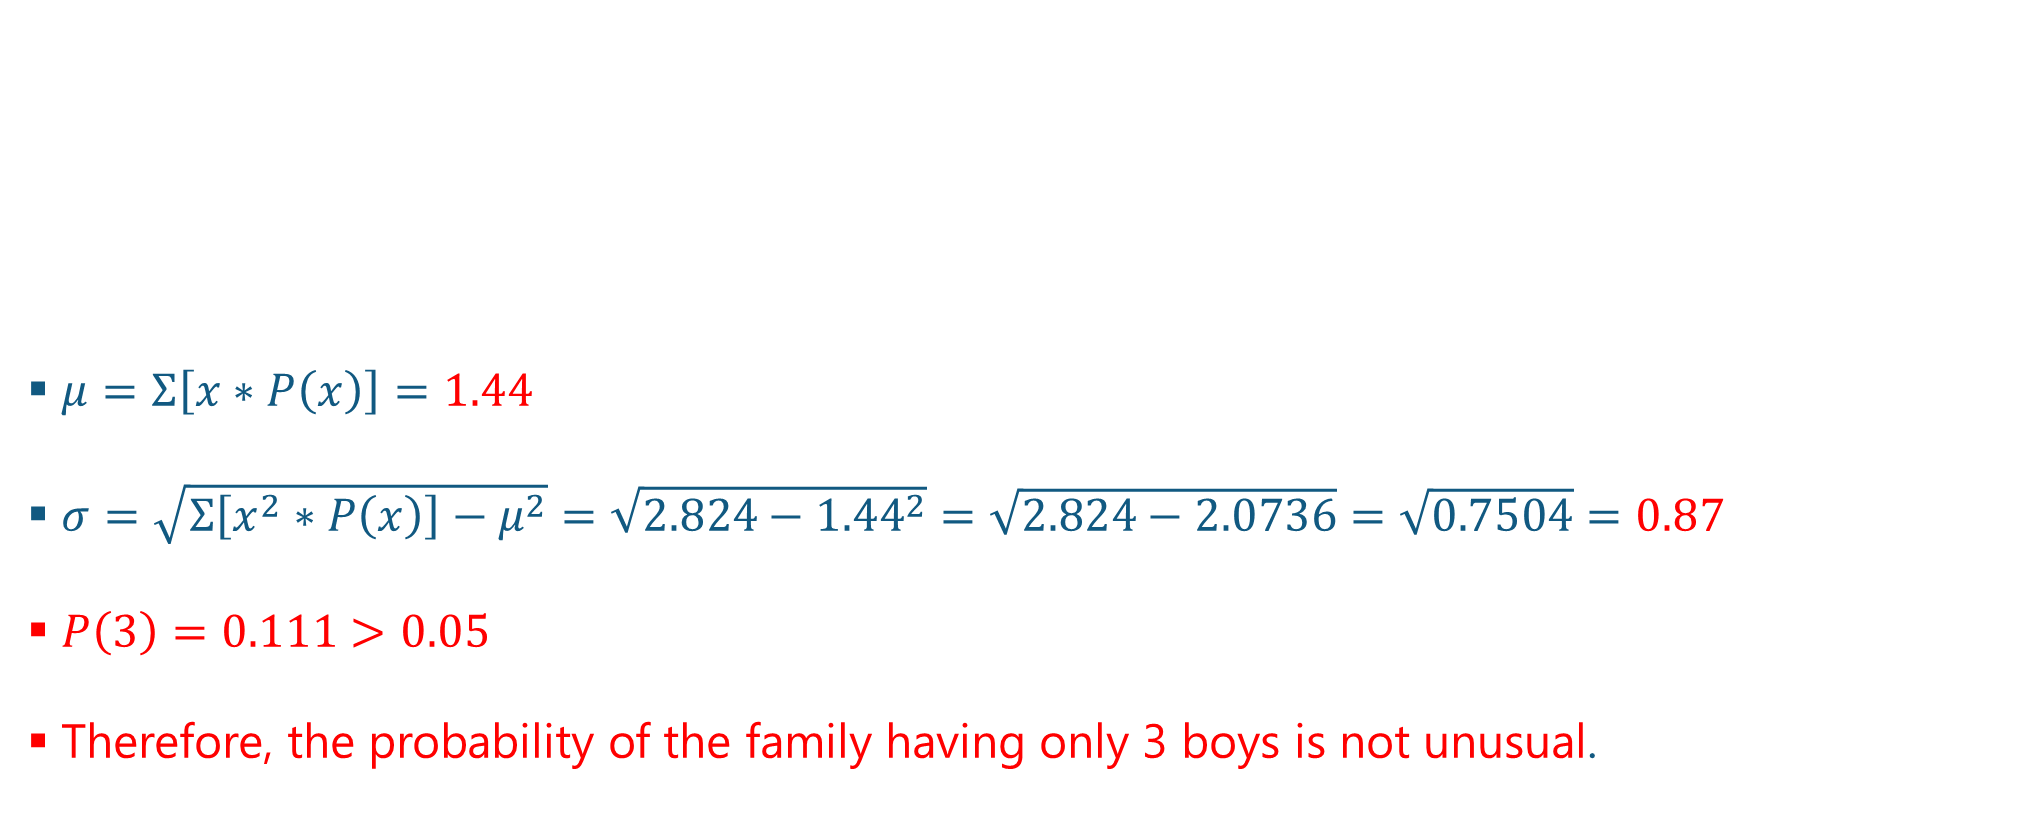 ▪ μ = Σ[x ∗ P(x)] = 1.44
▪ σ = √(Σ[x² ∗ P(x)] − μ²) = √(2.824 − 1.44²) = √(2.824 − 2.0736) = √0.7504 = 0.87
▪ P(3) = 0.111 > 0.05
▪ Therefore, the probability of the family having only 3 boys is not unusual.